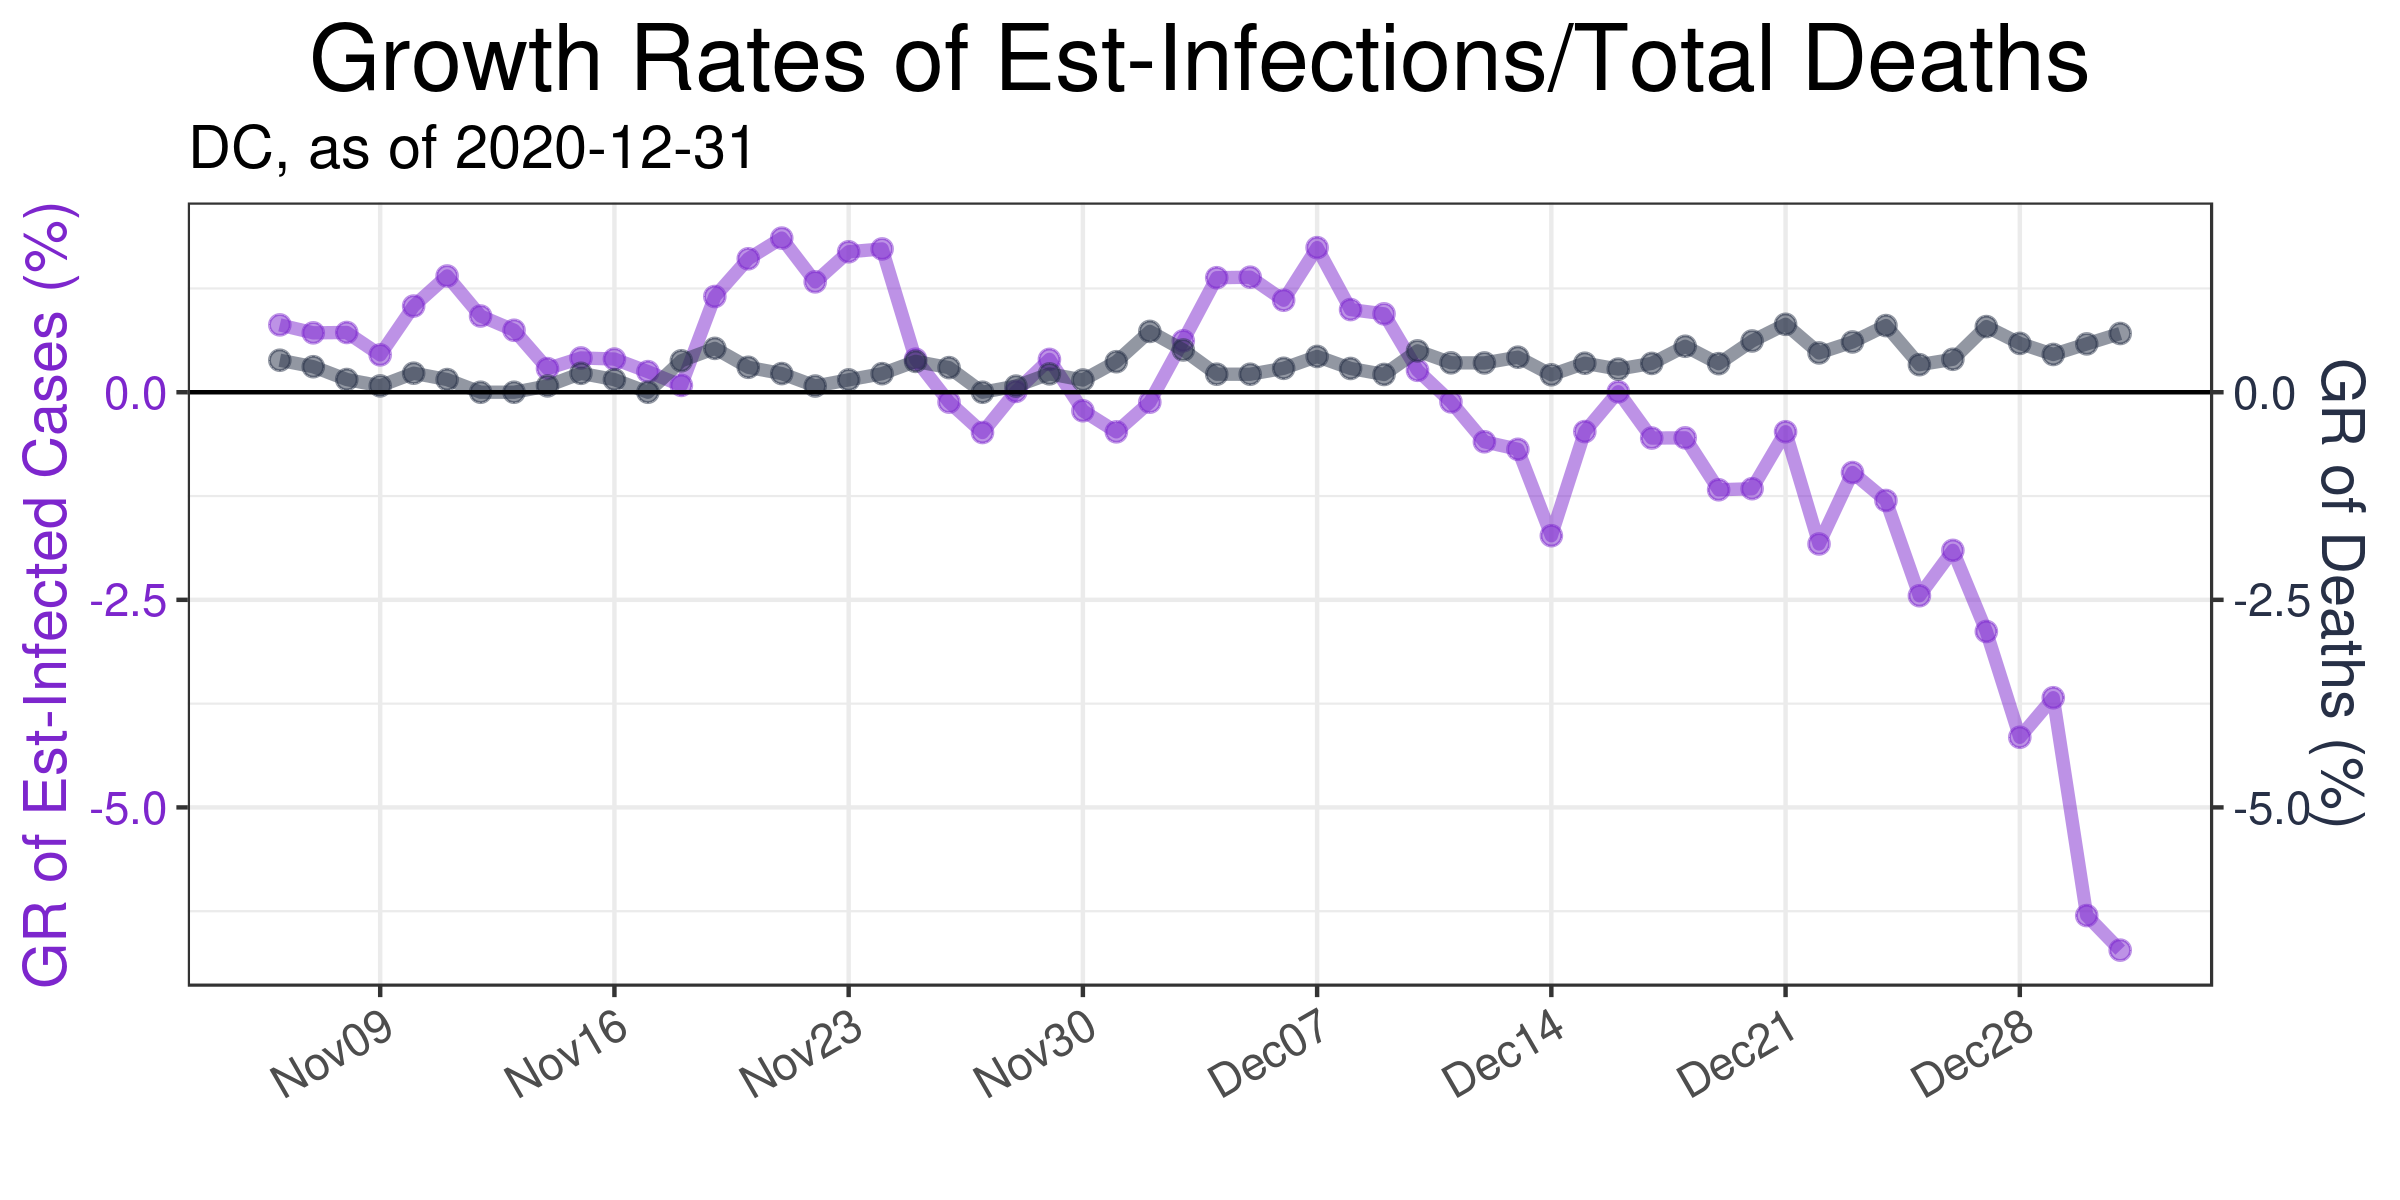 Growth Rates of Est-Infections/Total Deaths
DC, as of 2020-12-31
GR of Est-Infected Cases (%)
0.0
-2.5
-5.0
0.0
-2.5
-5.0
GR of Deaths (%)
Nov09
Nov16
Nov23
Nov30
Dec07
Dec14
Dec21
Dec28